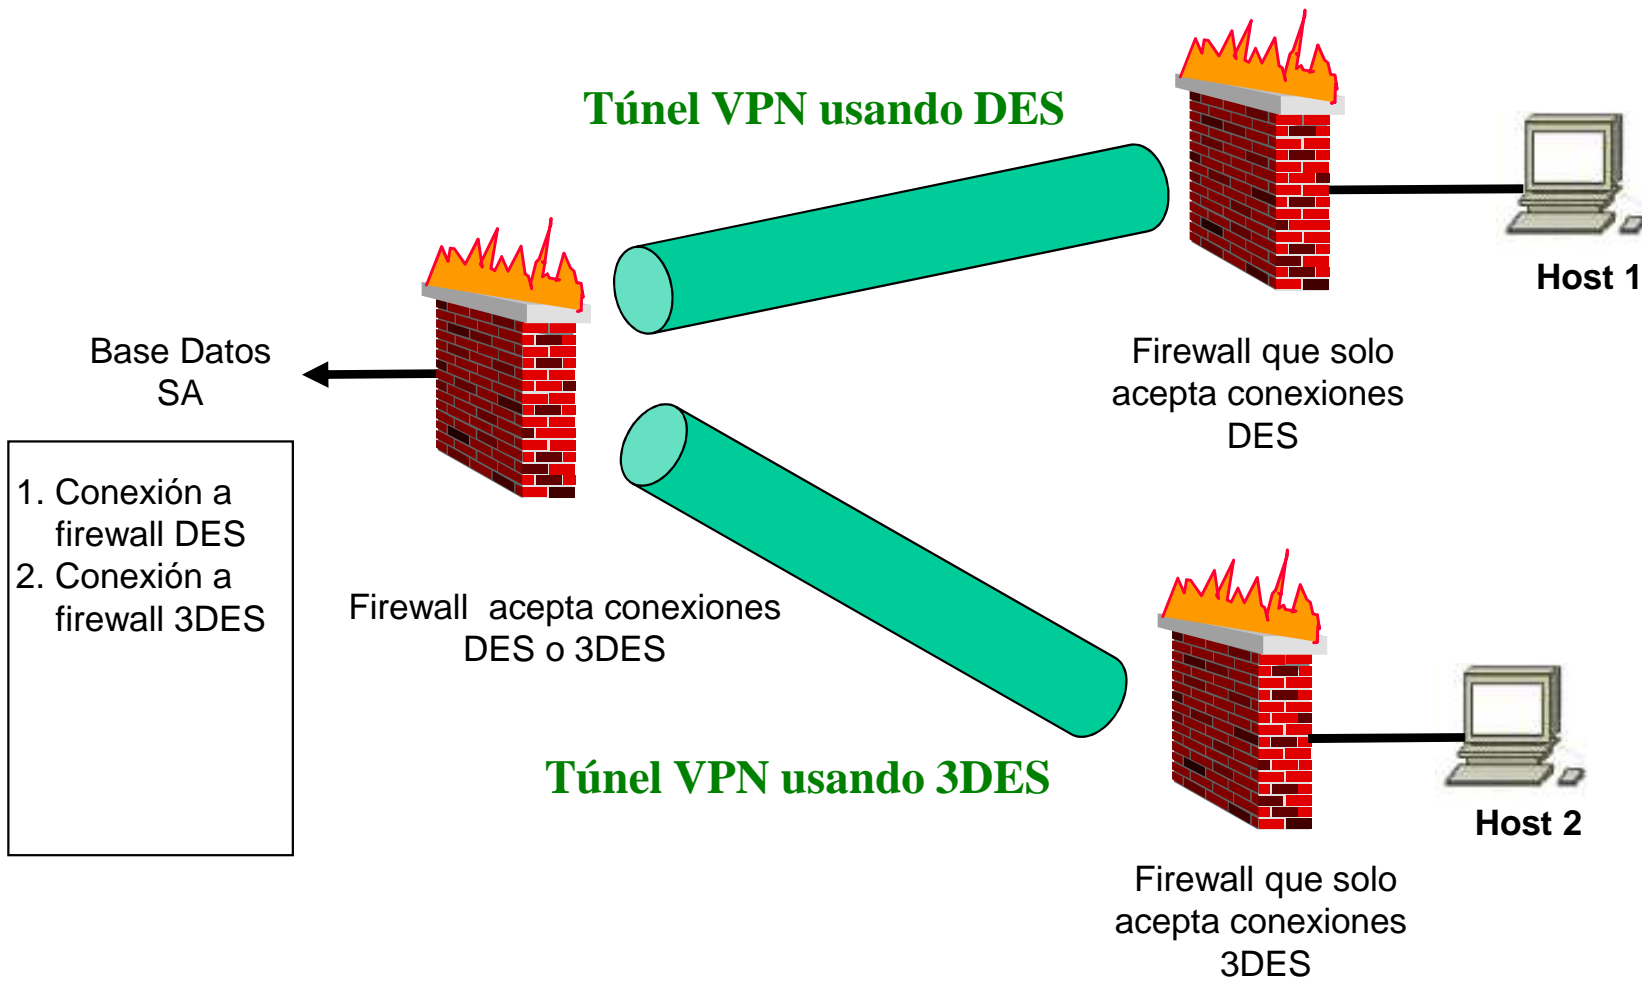 Túnel VPN usando DES
Host 1
Base Datos
SA
Firewall que solo
acepta conexiones
DES
1. Conexión a
firewall DES
2. Conexión a
firewall 3DES
Firewall acepta conexiones
DES o 3DES
Túnel VPN usando 3DES
Host 2
Firewall que solo
acepta conexiones
3DES